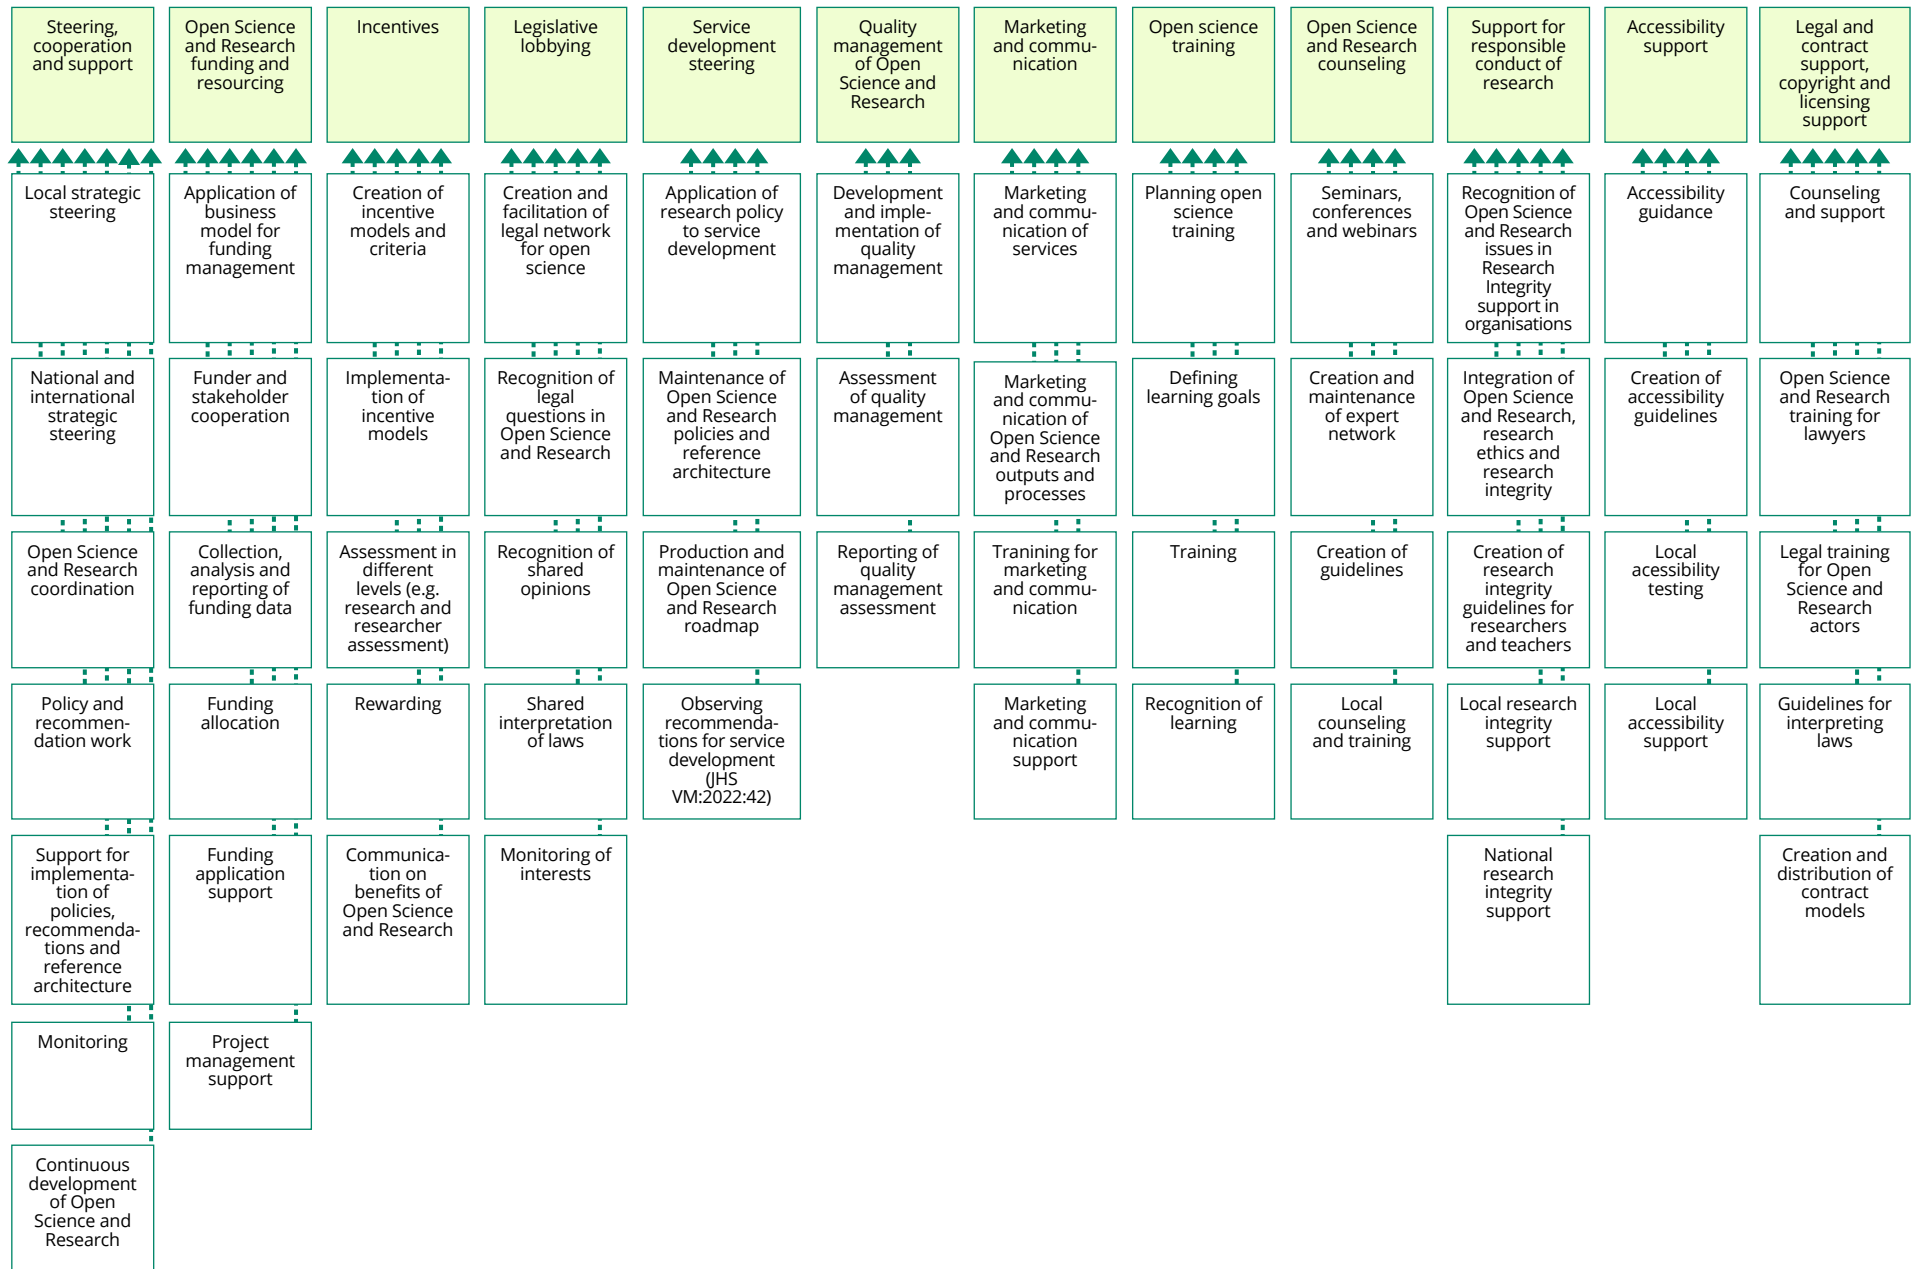 Steering,
cooperation
and support
Open Science
and Research
funding and
resourcing
Incentives
Legislative
lobbying
Service
development
steering
Quality
management
of Open
Science and
Research
Marketing
and commu-
nication
Open science
training
Open Science
and Research
counseling
Support for
responsible
conduct of
research
Accessibility
support
Legal and
contract
support,
copyright and
licensing
support
Local strategic
steering
Application of
business
model for
funding
management
Creation of
incentive
models and
criteria
Creation and
facilitation of
legal network
for open
science
Application of
research policy
to service
development
Development
and imple-
mentation of
quality
management
Marketing
and commu-
nication of
services
Planning open
science
training
Seminars,
conferences
and webinars
Recognition of
Open Science
and Research
issues in
Research
Integrity
support in
organisations
Accessibility
guidance
Counseling
and support
National and
international
strategic
steering
Funder and
stakeholder
cooperation
Implementa-
tion of
incentive
models
Recognition of
legal
questions in
Open Science
and Research
Maintenance of
Open Science
and Research
policies and
reference
architecture
Assessment
of quality
management
Marketing
and commu-
nication of
Open Science
and Research
outputs and
processes
Defining
learning goals
Creation and
maintenance
of expert
network
Integration of
Open Science
and Research,
research
ethics and
research
integrity
Creation of
accessibility
guidelines
Open Science
and Research
training for
lawyers
Open Science
and Research
coordination
Collection,
analysis and
reporting of
funding data
Assessment in
different
levels (e.g.
research and
researcher
assessment)
Recognition of
shared
opinions
Production and
maintenance of
Open Science
and Research
roadmap
Reporting of
quality
management
assessment
Tranining for
marketing
and commu-
nication
Training
Creation of
guidelines
Creation of
research
integrity
guidelines for
researchers
and teachers
Local
acessibility
testing
Legal training
for Open
Science and
Research
actors
Policy and
recommen-
dation work
Funding
allocation
Rewarding
Shared
interpretation
of laws
Observing
recommenda-
tions for service
development
(JHS
VM:2022:42)
Marketing
and commu-
nication
support
Recognition of
learning
Local
counseling
and training
Local research
integrity
support
Local
accessibility
support
Guidelines for
interpreting
laws
Support for
implementa-
tion of
policies,
recommenda-
tions and
reference
architecture
Funding
application
support
Communica-
tion on
benefits of
Open Science
and Research
Monitoring of
interests
National
research
integrity
support
Creation and
distribution of
contract
models
Monitoring
Project
management
support
Continuous
development
of Open
Science and
Research